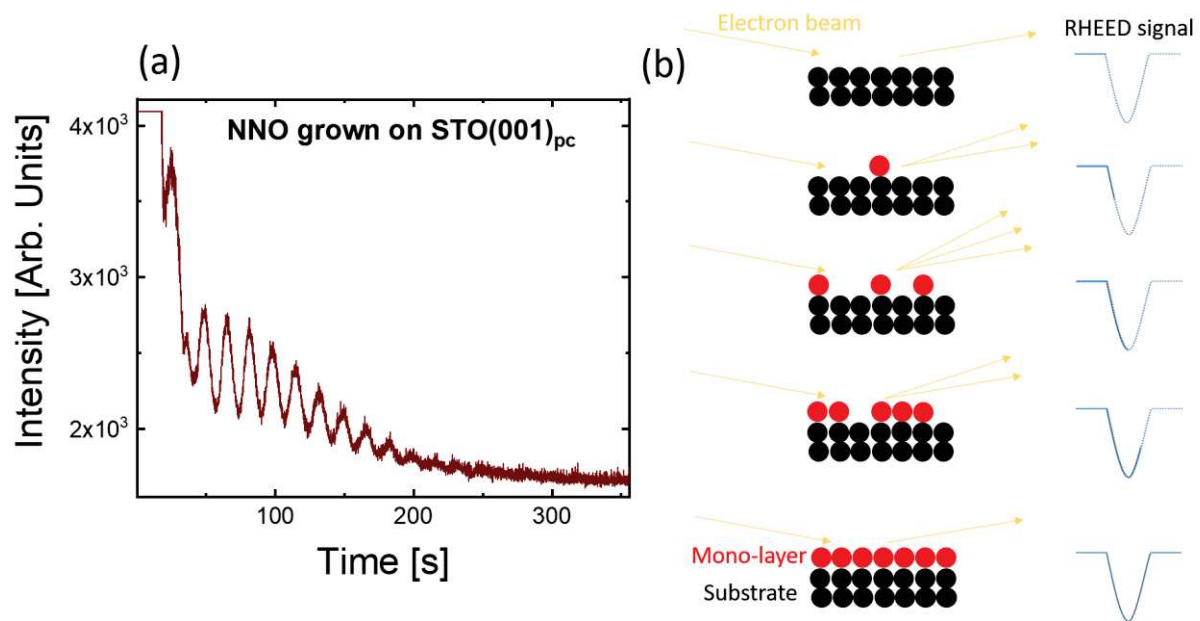 (a)
NNO grown on STO(001)pc
4x10³
3x10³
2x10³
Intensity [Arb. Units]
100
200
300
Time [s]
(b)
Electron beam
RHEED signal
Mono-layer
Substrate